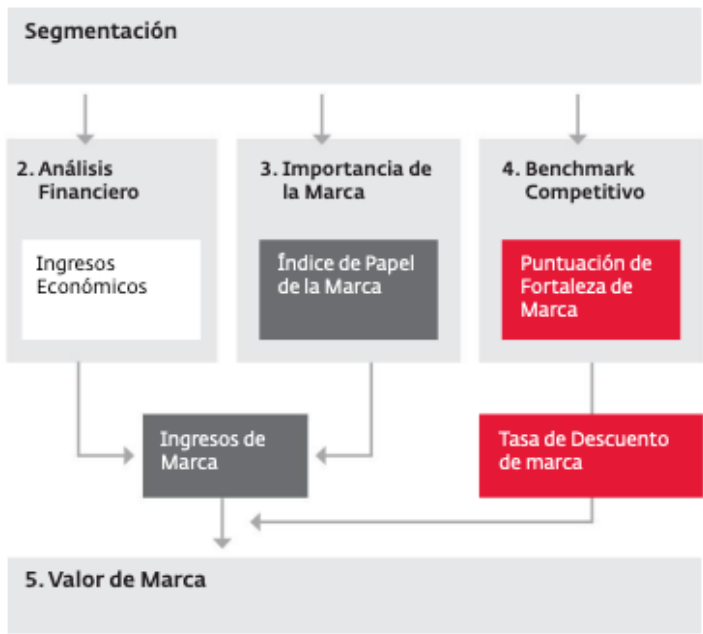 Segmentación
2. Análisis
Financiero
Ingresos
Económicos
3. Importancia de
la Marca
Índice de Papel
de la Marca
4. Benchmark
Competitivo
Puntuación de
Fortaleza de
Marca
Ingresos de
Marca
Tasa de Descuento
de marca
5. Valor de Marca